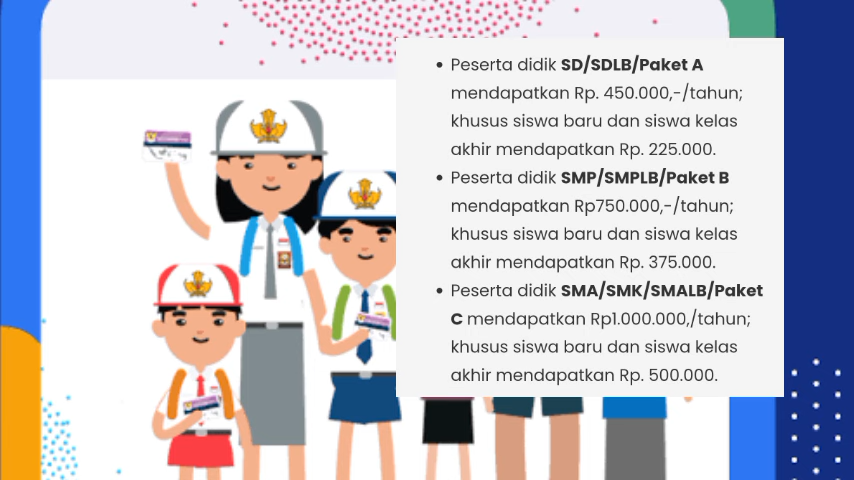 • Peserta didik SD/SDLB/Paket A
mendapatkan Rp. 450.000,-/tahun;
khusus siswa baru dan siswa kelas
akhir mendapatkan Rp. 225.000.
• Peserta didik SMP/SMPLB/Paket B
mendapatkan Rp750.000,-/tahun;
khusus siswa baru dan siswa kelas
akhir mendapatkan Rp. 375.000.
• Peserta didik SMA/SMK/SMALB/Paket
C mendapatkan Rp1.000.000,/tahun;
khusus siswa baru dan siswa kelas
akhir mendapatkan Rp. 500.000.